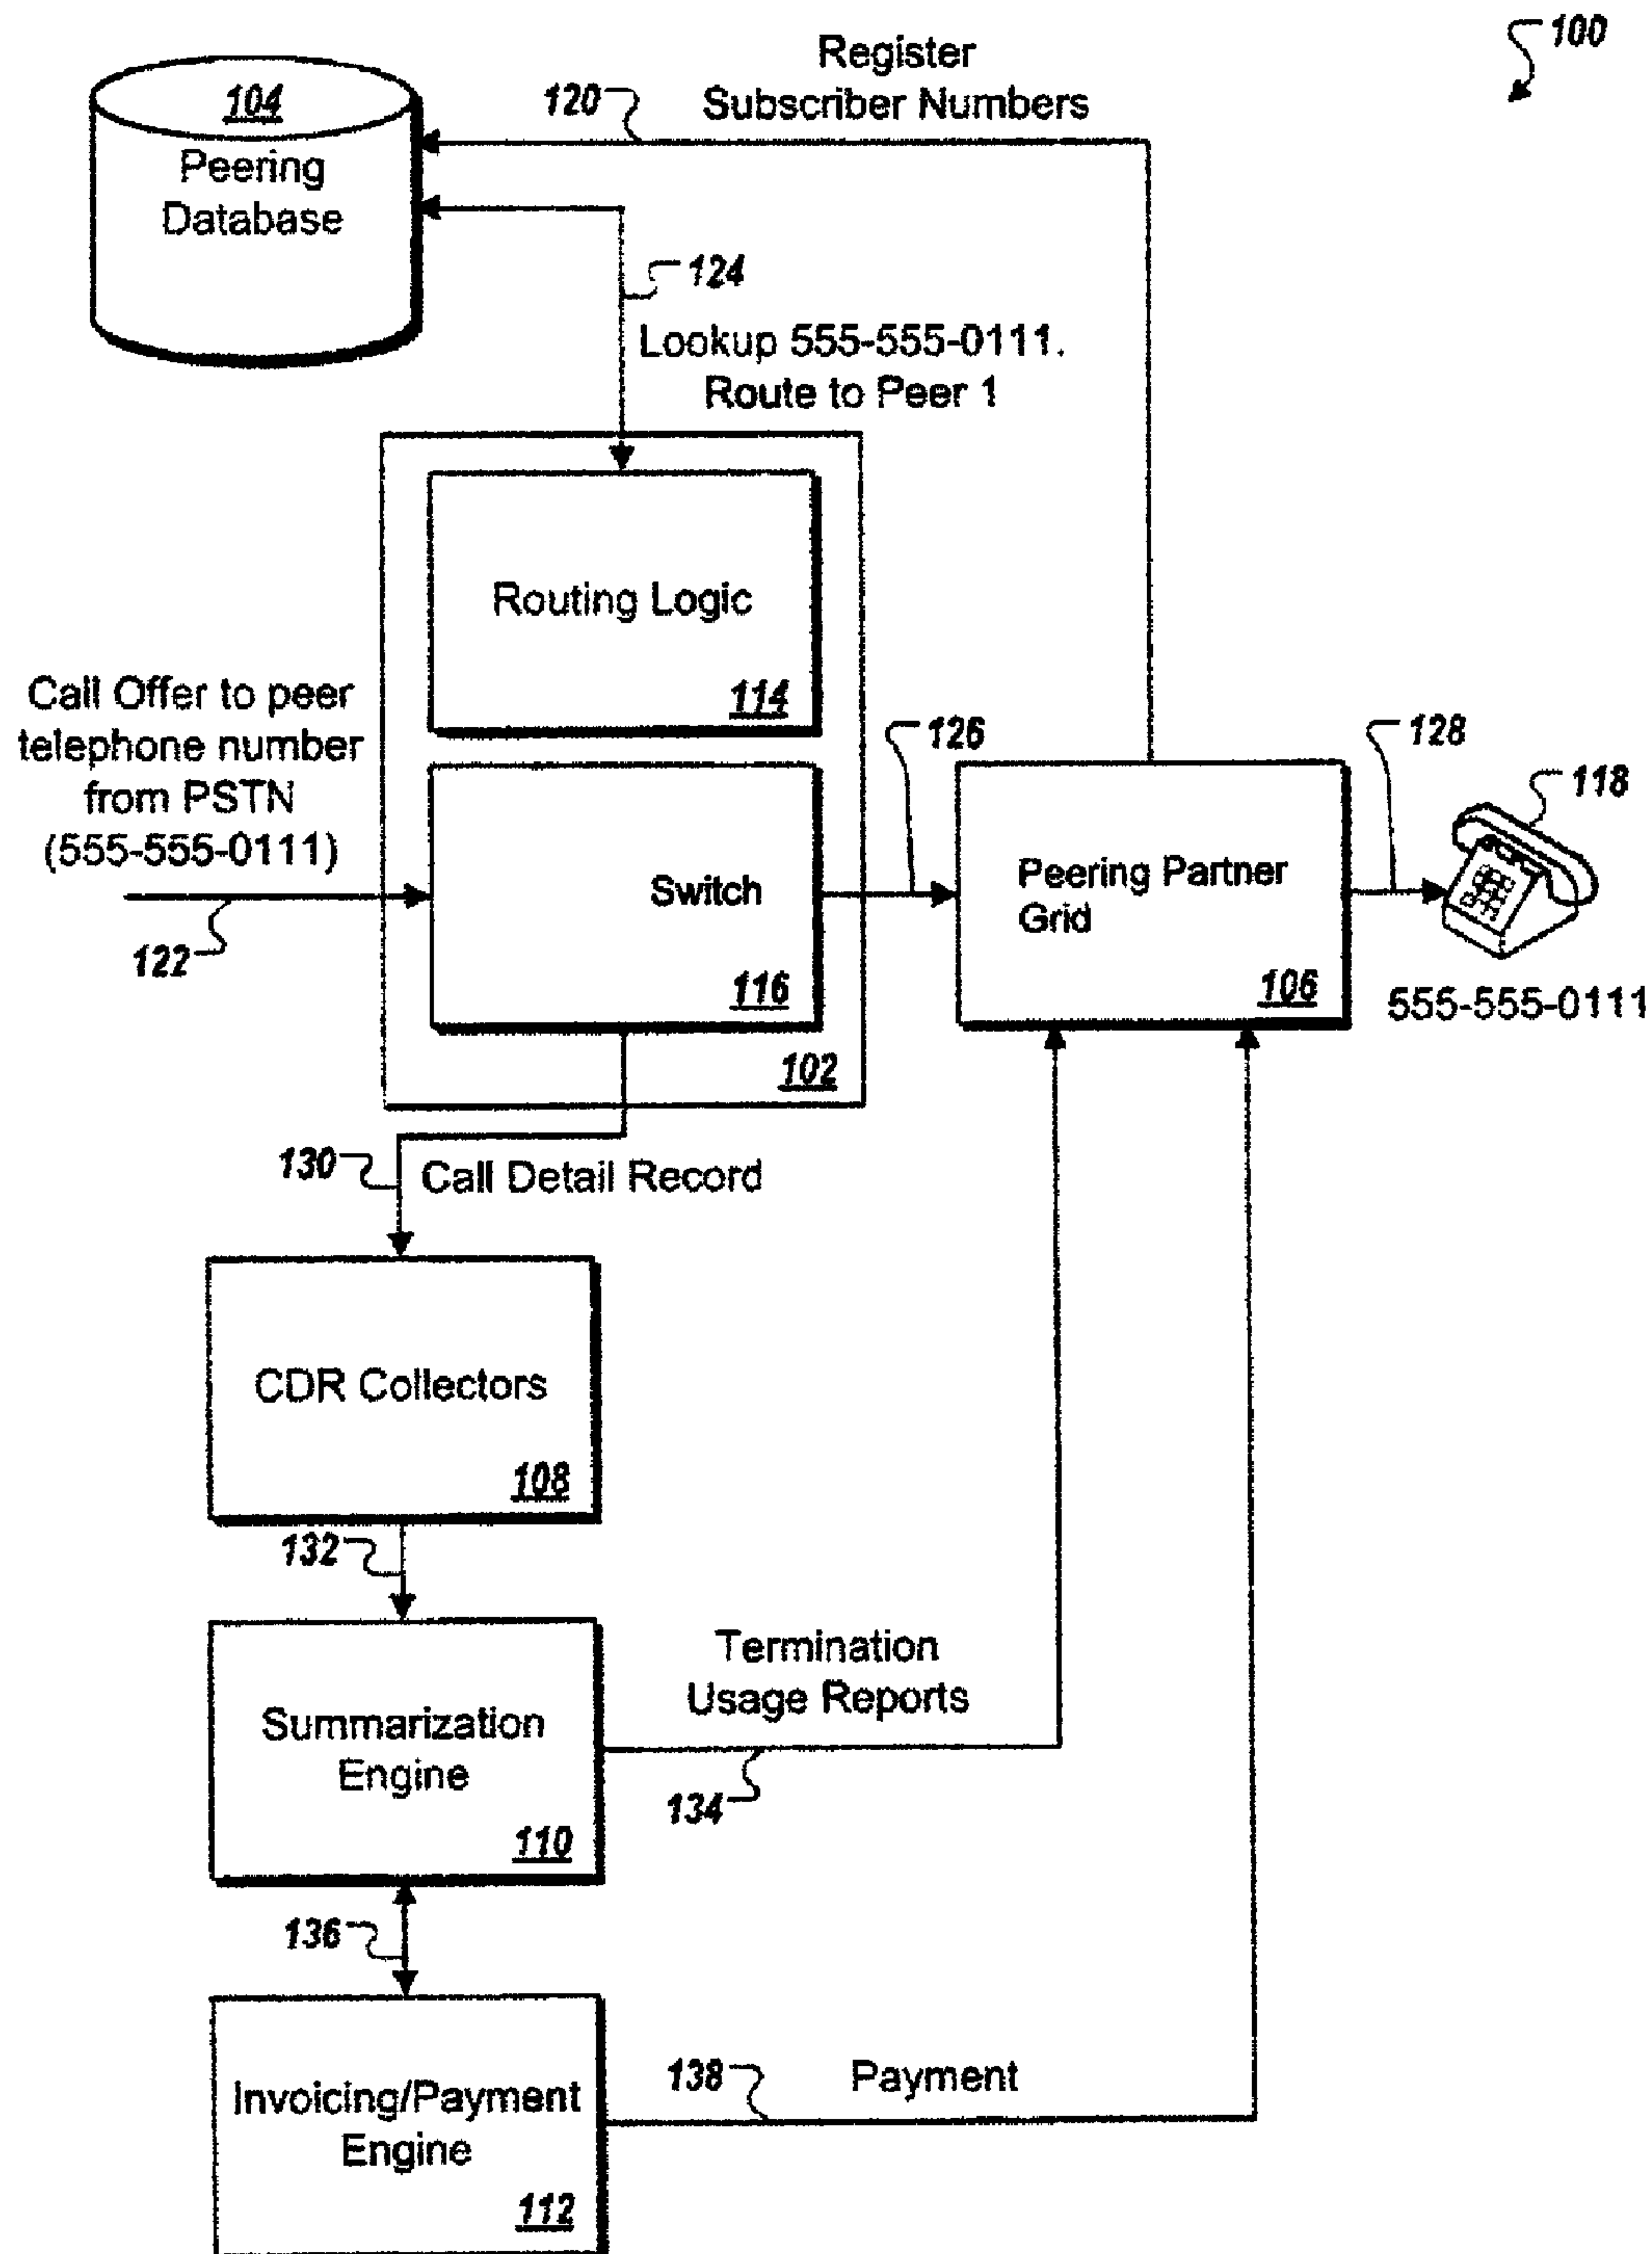 100
Register
Subscriber Numbers
120
104
Peering
Database
124
Lookup 555-555-0111.
Route to Peer 1
Routing Logic
114
Call Offer to peer
telephone number
from PSTN
(555-555-0111)
122
Switch
116
102
126
Peering Partner
Grid
106
128
118
555-555-0111
130
Call Detail Record
CDR Collectors
108
132
Summarization
Engine
110
Termination
Usage Reports
134
136
Invoicing/Payment
Engine
112
138
Payment